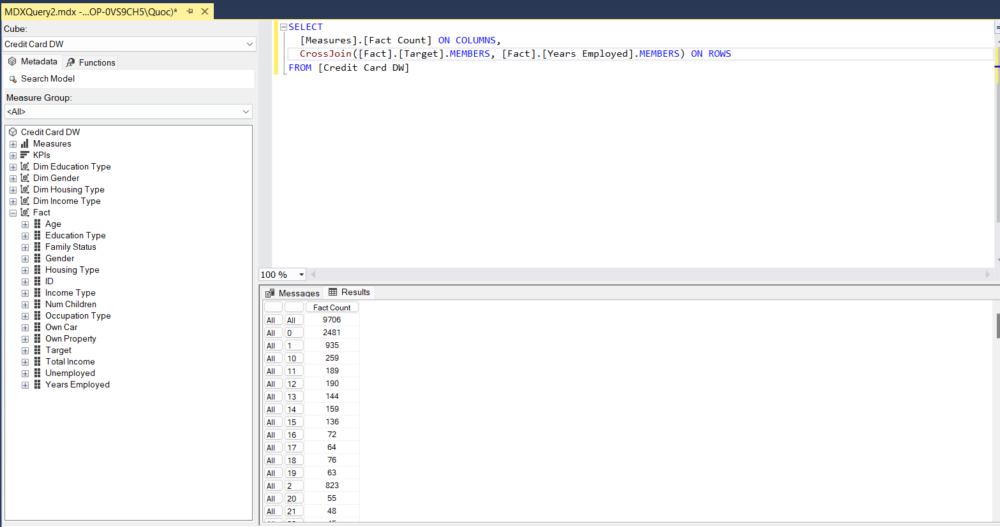 MDXQuery2.mdx -...OP-0VS9CH5\Quoc)*
Cube:
Credit Card DW
Metadata
Functions
Search Model
Measure Group:
<All>
Credit Card DW
Measures
KPIs
Dim Education Type
Dim Gender
Dim Housing Type
Dim Income Type
Fact
Age
Education Type
Family Status
Gender
Housing Type
ID
Income Type
Num Children
Occupation Type
Own Car
Own Property
Target
Total Income
Unemployed
Years Employed
SELECT
[Measures].[Fact Count] ON COLUMNS,
CrossJoin([Fact].[Target].MEMBERS, [Fact].[Years Employed].MEMBERS) ON ROWS
FROM [Credit Card DW]
100 %
Messages
Results
Fact Count
All All 9706
All 0 2481
All 1 935
All 10 259
All 11 189
All 12 190
All 13 144
All 14 159
All 15 136
All 16 72
All 17 64
All 18 76
All 19 63
All 2 823
All 20 55
All 21 48